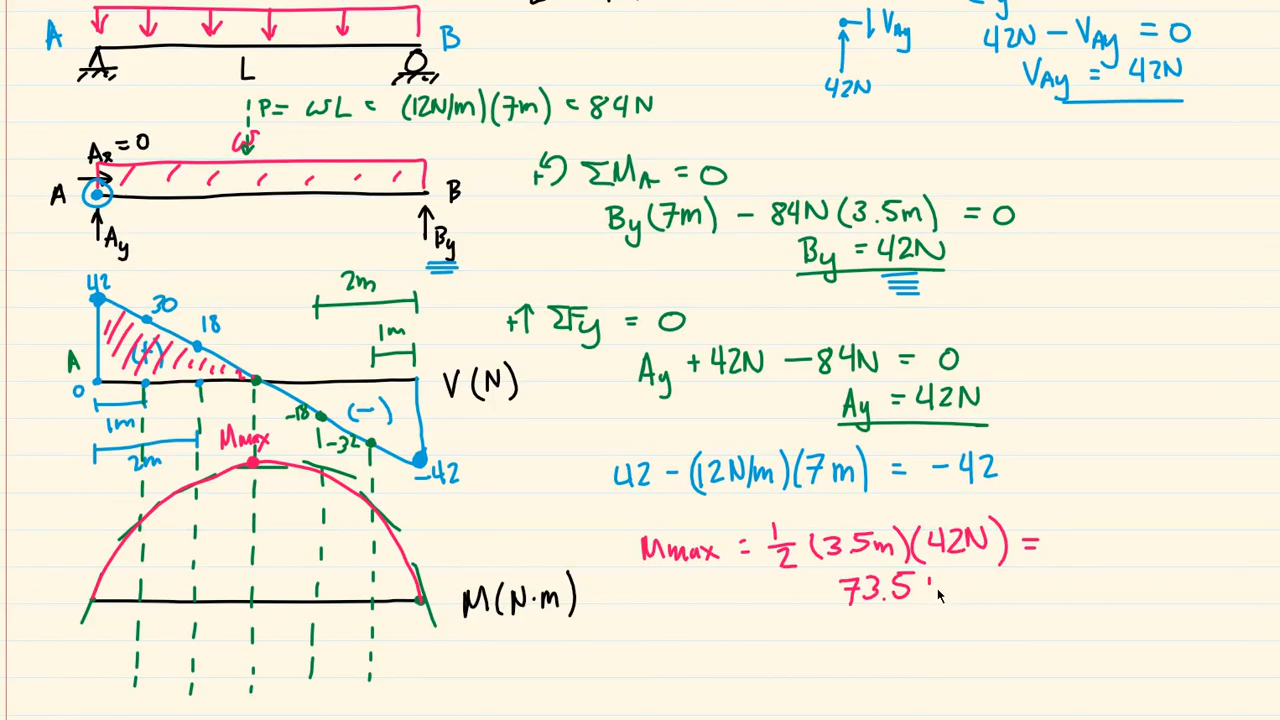 A
B
L
P = ωL = (12N/m)(7m) = 84N
ω
Ax = 0
A
B
Ay
By
42
30
18
(+)
A
0
1m
2m
2m
1m
V (N)
-18
-32
(-)
-42
Mmax
M (N·m)
VAy
42N
42N - VAy = 0
VAy = 42N
+ ΣMA = 0
By(7m) - 84N(3.5m) = 0
By = 42N
+↑ ΣFy = 0
Ay + 42N - 84N = 0
Ay = 42N
42 - (12N/m)(7m) = -42
Mmax = 1/2 (3.5m)(42N) =
73.5